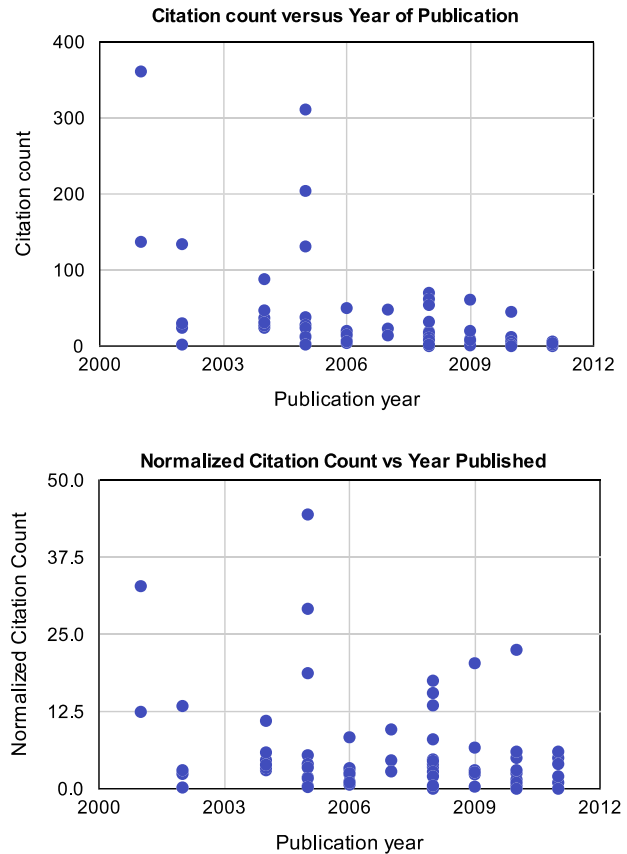 Citation count versus Year of Publication
400
300
200
100
0
Citation count
2000 2003 2006 2009 2012
Publication year
Normalized Citation Count vs Year Published
50.0
37.5
25.0
12.5
0.0
Normalized Citation Count
2000 2003 2006 2009 2012
Publication year